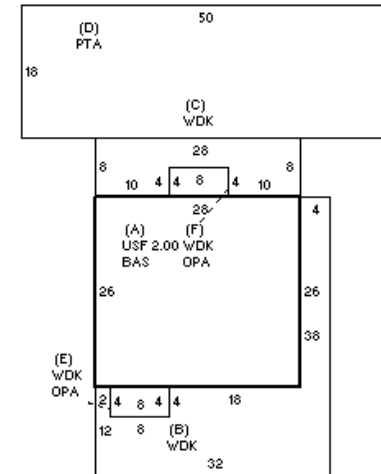 50
(D)
PTA
18
(C)
WDK
28
8 8
10 4 4 8 4 10
28 4
(A) (F)
USF 2.00 WDK
BAS OPA
26 26
38
(E)
WDK
OPA
2 4 8 4 4 18
12 8 (B)
WDK
32